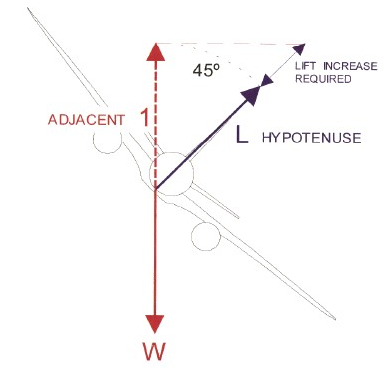 45º
LIFT INCREASE
REQUIRED
ADJACENT 1
L HYPOTENUSE
W